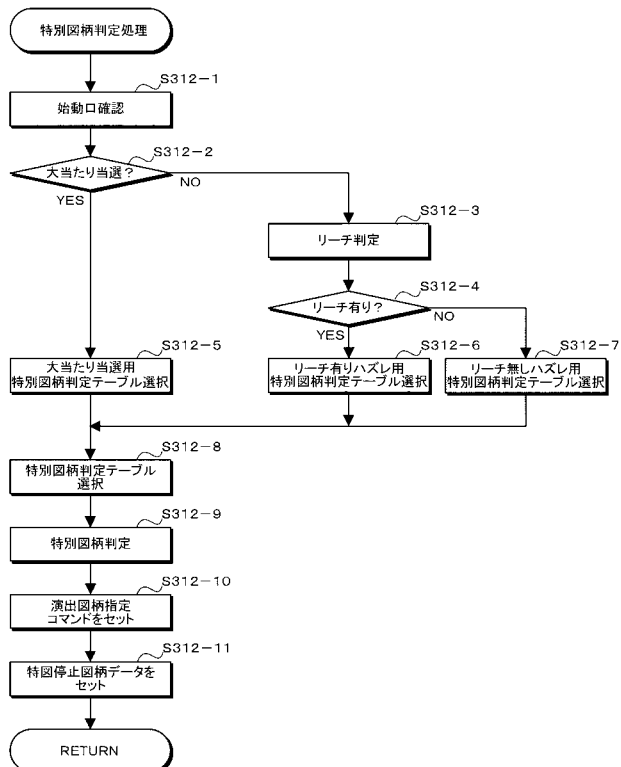 特別図柄判定処理
S312-1
始動口確認
S312-2
大当たり当選？
NO
YES
S312-3
リーチ判定
S312-4
リーチ有り？
NO
YES
S312-5
大当たり当選用
特別図柄判定テーブル選択
S312-6
リーチ有りハズレ用
特別図柄判定テーブル選択
S312-7
リーチ無しハズレ用
特別図柄判定テーブル選択
S312-8
特別図柄判定テーブル
選択
S312-9
特別図柄判定
S312-10
演出図柄指定
コマンドをセット
S312-11
特図停止図柄データを
セット
RETURN